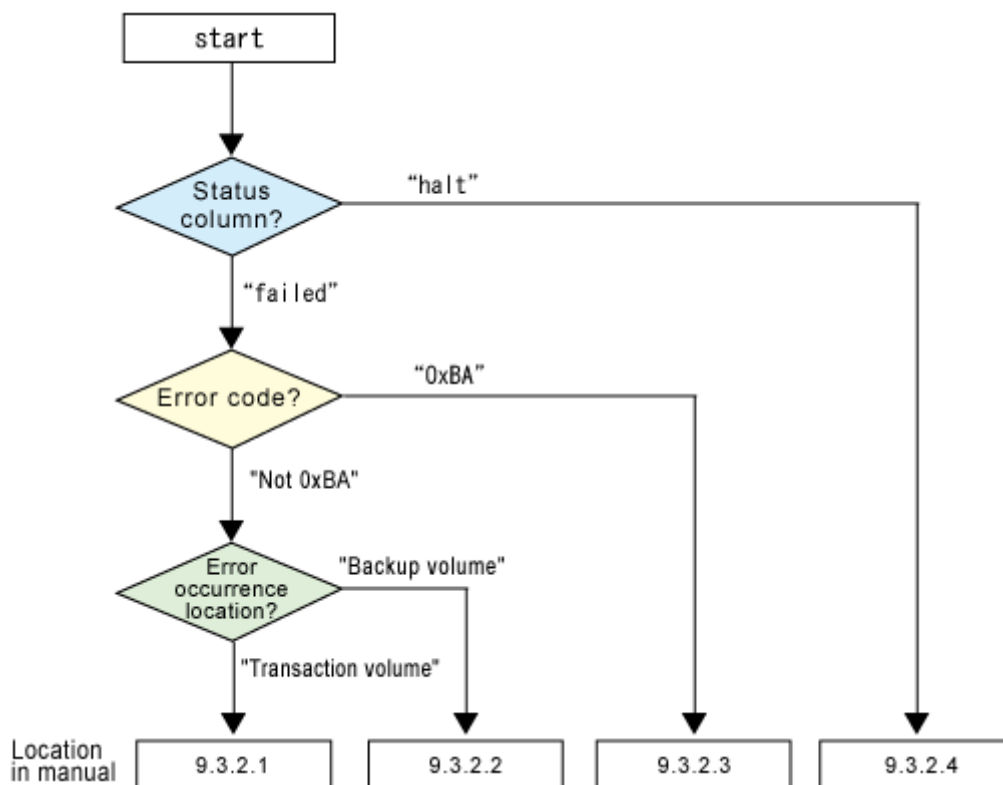 start
Status
column?
“halt”
“failed”
Error code?
“0xBA”
"Not 0xBA"
Error
occurrence
location?
"Backup volume"
"Transaction volume"
Location
in manual
9.3.2.1
9.3.2.2
9.3.2.3
9.3.2.4